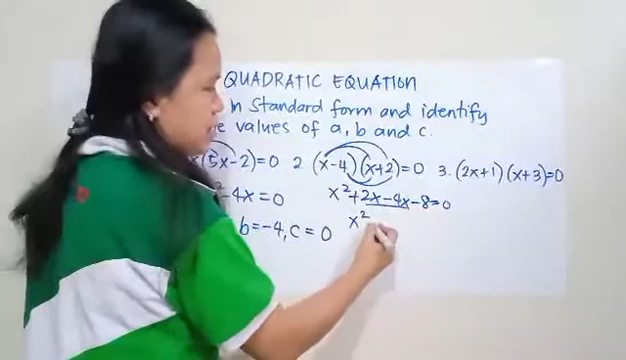 QUADRATIC EQUATION
n Standard form and identify
e values of a, b and c.
x(5x-2)=0 2. (x-4)(x+2)=0 3. (2x+1)(x+3)=0
²-4x=0 x²+2x-4x-8=0
b=-4, c=0 x²